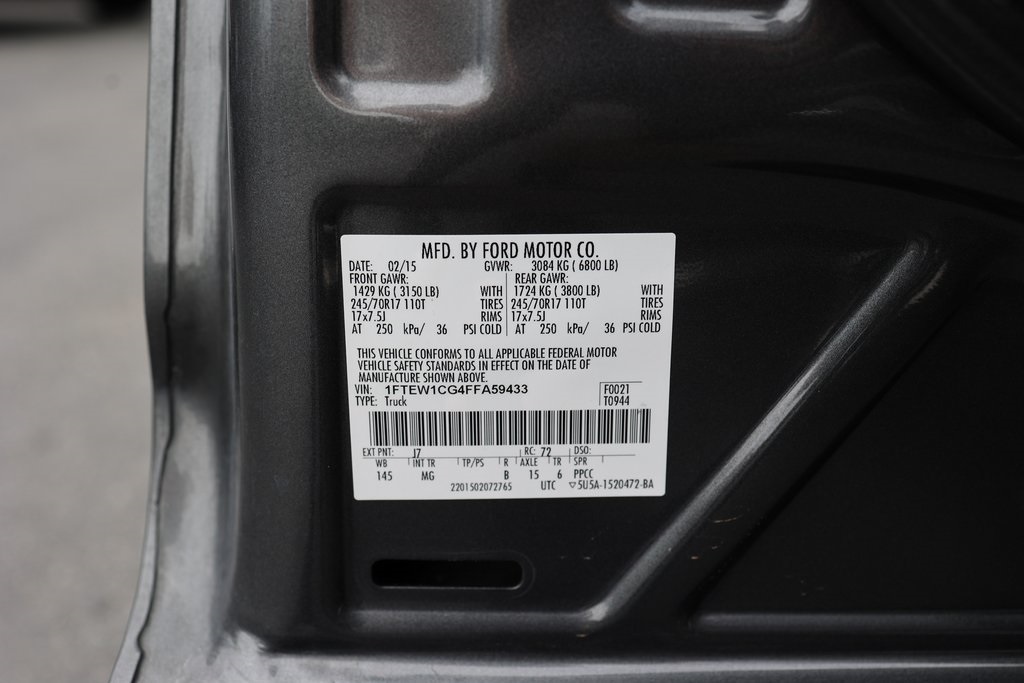 MFD. BY FORD MOTOR CO.
DATE: 02/15 GVWR: 3084 KG ( 6800 LB)
FRONT GAWR: REAR GAWR:
1429 KG ( 3150 LB) WITH 1724 KG ( 3800 LB) WITH
245/70R17 110T TIRES 245/70R17 110T TIRES
17x7.5J RIMS 17x7.5J RIMS
AT 250 kPa/ 36 PSI COLD AT 250 kPa/ 36 PSI COLD
THIS VEHICLE CONFORMS TO ALL APPLICABLE FEDERAL MOTOR
VEHICLE SAFETY STANDARDS IN EFFECT ON THE DATE OF
MANUFACTURE SHOWN ABOVE.
VIN: 1FTEW1CG4FFA59433 F0021
TYPE: Truck T0944
EXT PNT: J7 RC: 72 DSO:
WB INT TR TP/PS R AXLE TR SPR
145 MG B 15 6 PPCC
2201502072765 UTC ▽5U5A-1520472-BA